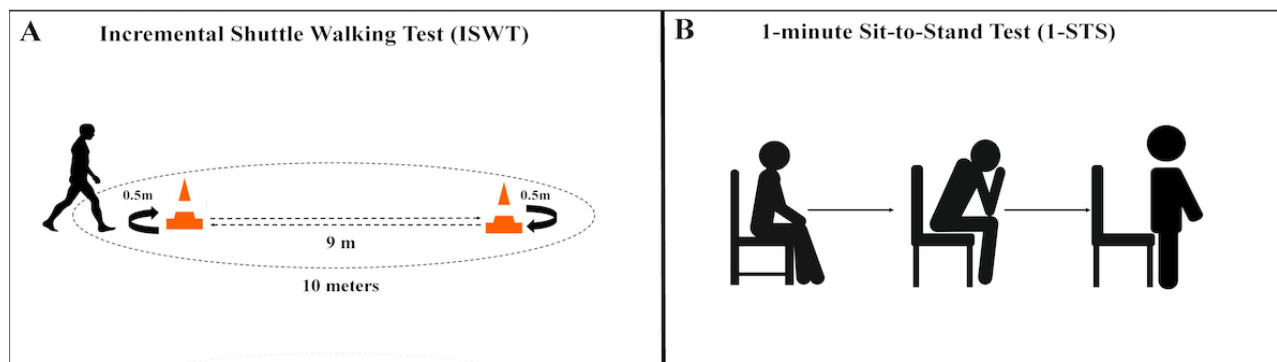 A
Incremental Shuttle Walking Test (ISWT)
0.5m
0.5m
9 m
10 meters
B
1-minute Sit-to-Stand Test (1-STS)